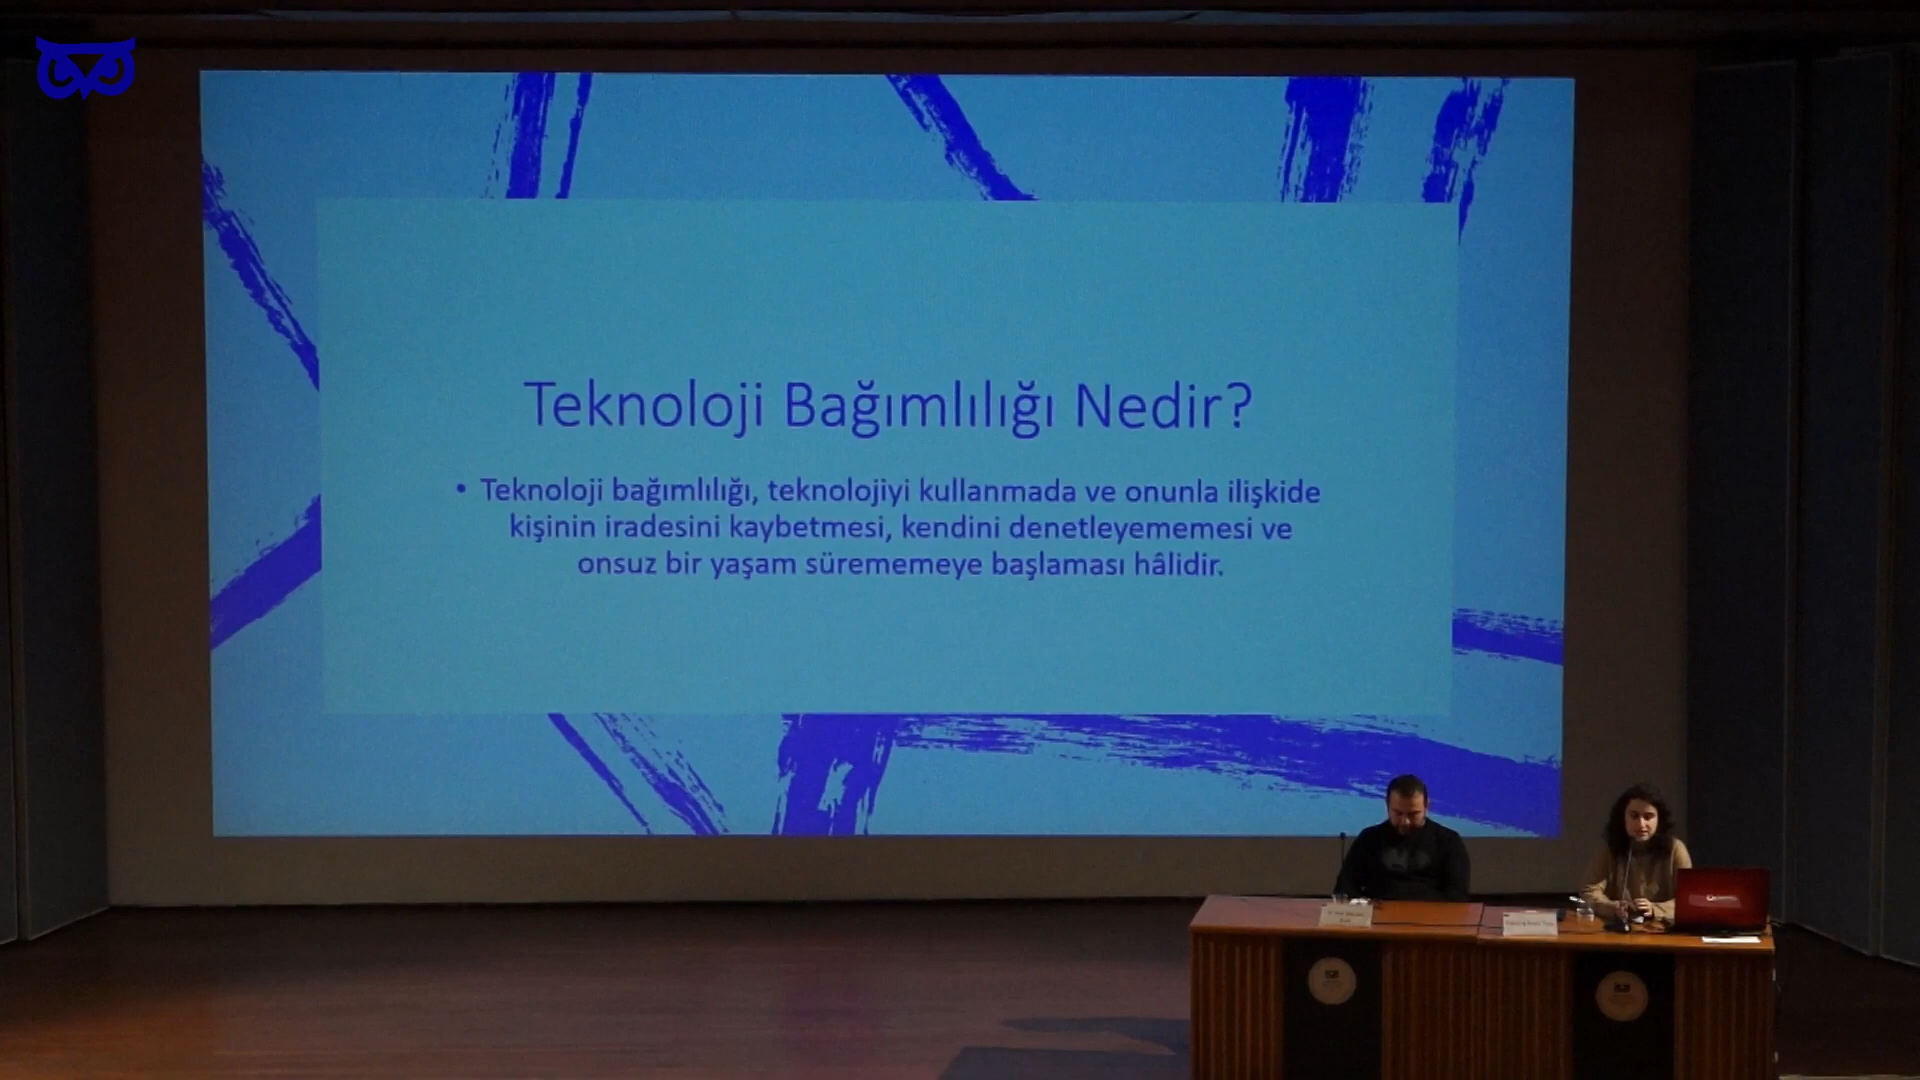 Teknoloji Bağımlılığı Nedir?
• Teknoloji bağımlılığı, teknolojiyi kullanmada ve onunla ilişkide
kişinin iradesini kaybetmesi, kendini denetleyememesi ve
onsuz bir yaşam sürememeye başlaması hâlidir.